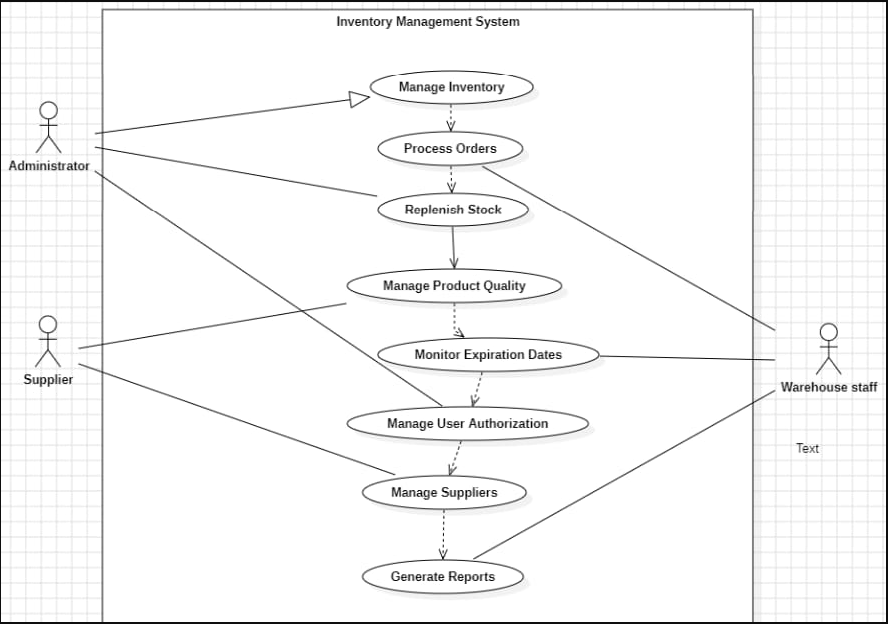 Inventory Management System
Manage Inventory
Process Orders
Administrator
Replenish Stock
Manage Product Quality
Monitor Expiration Dates
Supplier
Warehouse staff
Manage User Authorization
Text
Manage Suppliers
Generate Reports